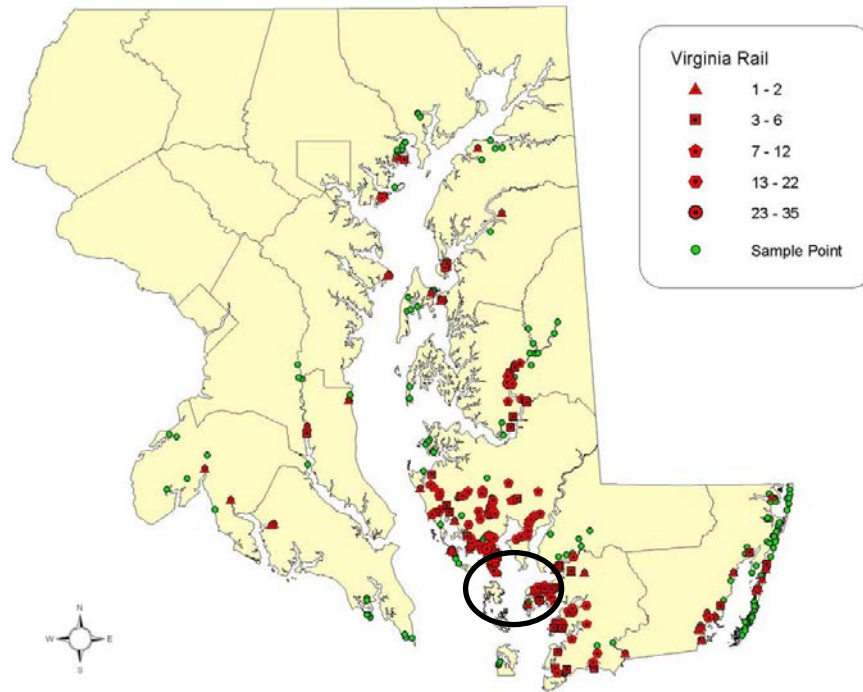 Virginia Rail
1 - 2
3 - 6
7 - 12
13 - 22
23 - 35
Sample Point
N
W E
S